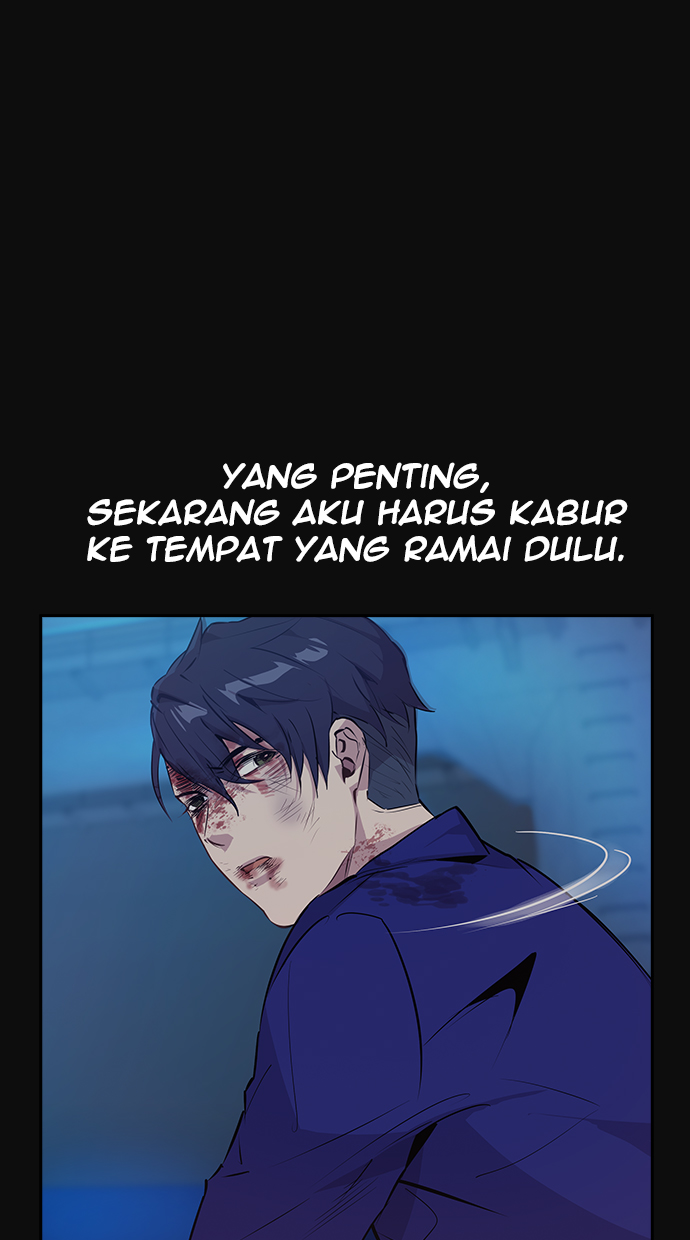 YANG PENTING,
SEKARANG AKU HARUS KABUR
KE TEMPAT YANG RAMAI DULU.